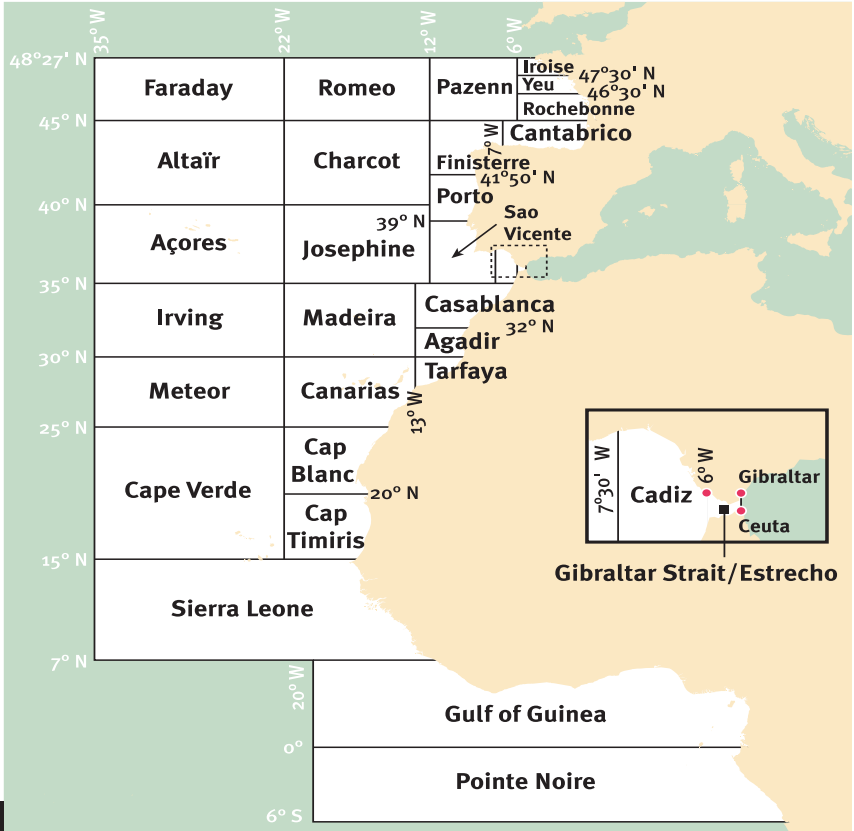 35° W
22° W
12° W
6° W
48°27' N
Faraday
Romeo
Pazenn
Iroise
47°30' N
Yeu
46°30' N
Rochebonne
45° N
7° W
Cantabrico
Altaïr
Charcot
Finisterre
41°50' N
Porto
40° N
39° N
Sao
Vicente
Açores
Josephine
35° N
Casablanca
Irving
Madeira
32° N
Agadir
30° N
Tarfaya
Meteor
Canarias
13° W
25° N
Cap
Blanc
Cape Verde
20° N
Cap
Timiris
7°30' W
6° W
Cadiz
Gibraltar
Ceuta
Gibraltar Strait/Estrecho
15° N
Sierra Leone
7° N
20° W
Gulf of Guinea
0°
Pointe Noire
6° S